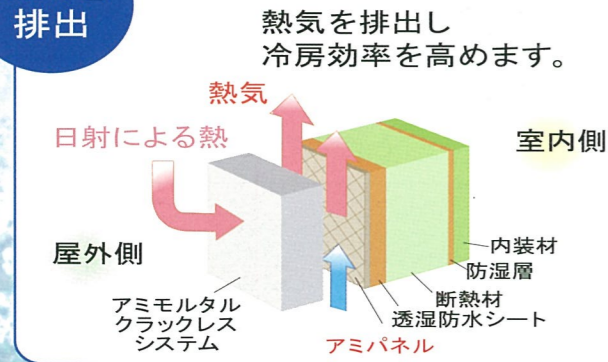 排出
熱気を排出し
冷房効率を高めます。
熱気
日射による熱
室内側
屋外側
内装材
防湿層
断熱材
透湿防水シート
アミパネル
アミモルタル
クラックレス
システム